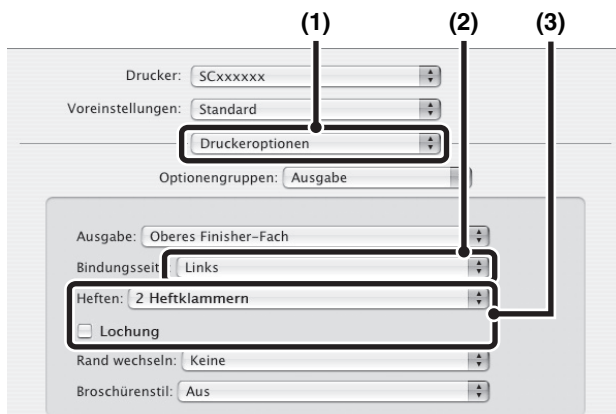 (1) (2) (3)
Drucker: SCxxxxxx
Voreinstellungen: Standard
Druckeroptionen
Optionengruppen: Ausgabe
Ausgabe: Oberes Finisher-Fach
Bindungsseit Links
Heften: 2 Heftklammern
Lochung
Rand wechseln: Keine
Broschürenstil: Aus